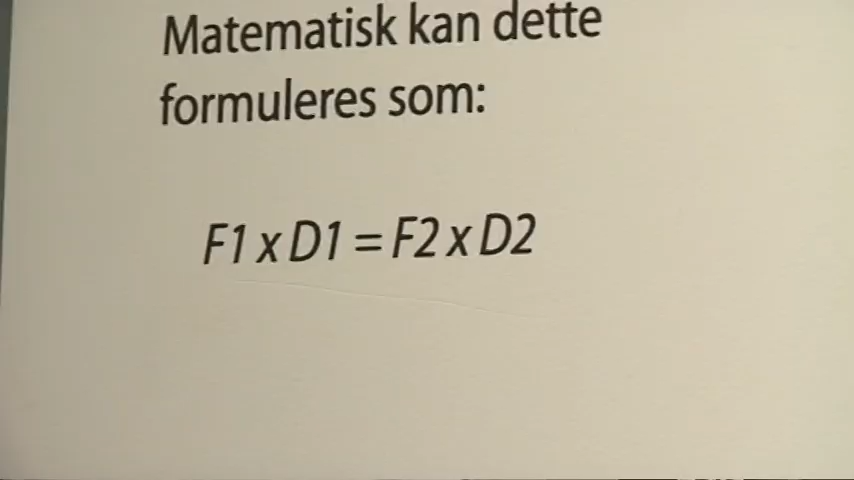 Matematisk kan dette
formuleres som:
F1 x D1 = F2 x D2